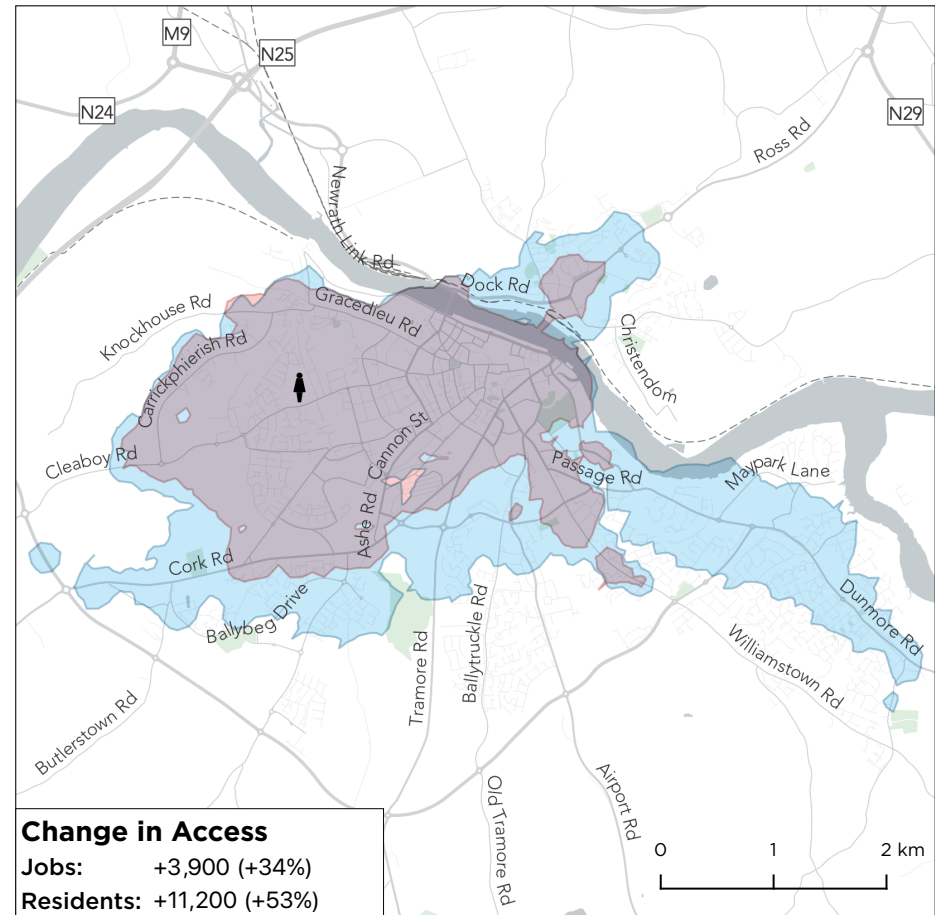 M9
N25
N24
N29
Ross Rd
Newrath Link Rd
Dock Rd
Knockhouse Rd
Gracedieu Rd
Christendom
Carrickphierish Rd
Cannon St
Cleaboy Rd
Passage Rd
Maypark Lane
Ashe Rd
Cork Rd
Ballybeg Drive
Dunmore Rd
Tramore Rd
Ballytruckle Rd
Williamstown Rd
Butlerstown Rd
Old Tramore Rd
Airport Rd
Change in Access
Jobs: +3,900 (+34%)
Residents: +11,200 (+53%)
0 1 2 km